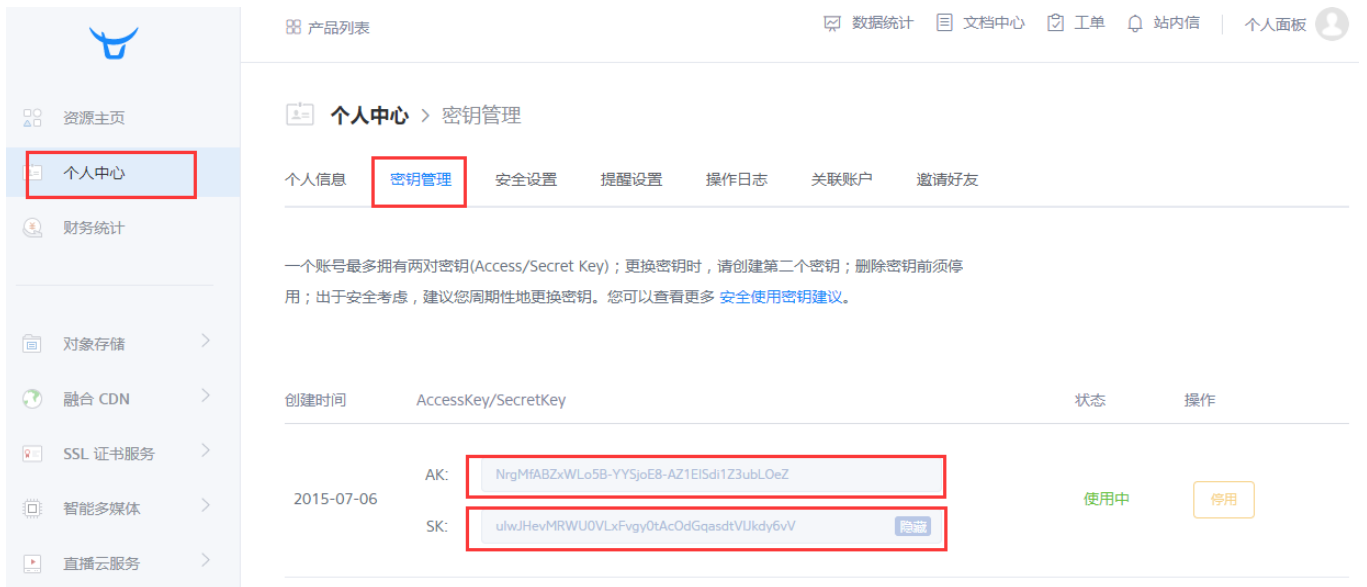 产品列表
数据统计 文档中心 工单 站内信 个人面板
资源主页
个人中心
财务统计
对象存储
融合 CDN
SSL 证书服务
智能多媒体
直播云服务
个人中心 > 密钥管理
个人信息 密钥管理 安全设置 提醒设置 操作日志 关联账户 邀请好友
一个账号最多拥有两对密钥(Access/Secret Key)；更换密钥时，请创建第二个密钥；删除密钥前须停
用；出于安全考虑，建议您周期性地更换密钥。您可以查看更多 安全使用密钥建议。
创建时间 AccessKey/SecretKey 状态 操作
AK: NrgMfABZxWLo5B-YYSjoE8-AZ1EISdi1Z3ubLOeZ
2015-07-06 使用中 停用
SK: uIwJHevMRWU0VLxFvgy0tAcOdGqasdtVUkdy6vV 隐藏